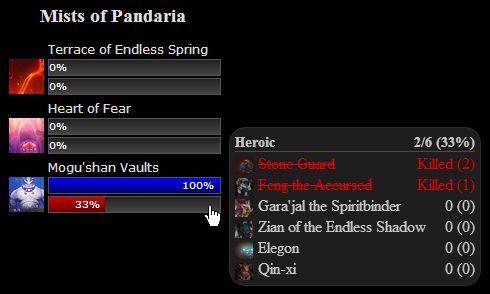 Mists of Pandaria
Terrace of Endless Spring
0%
0%
Heart of Fear
0%
0%
Mogu'shan Vaults
100%
33%
Heroic 2/6 (33%)
Stone Guard Killed (2)
Feng the Accursed Killed (1)
Gara'jal the Spiritbinder 0 (0)
Zian of the Endless Shadow 0 (0)
Elegon 0 (0)
Qin-xi 0 (0)